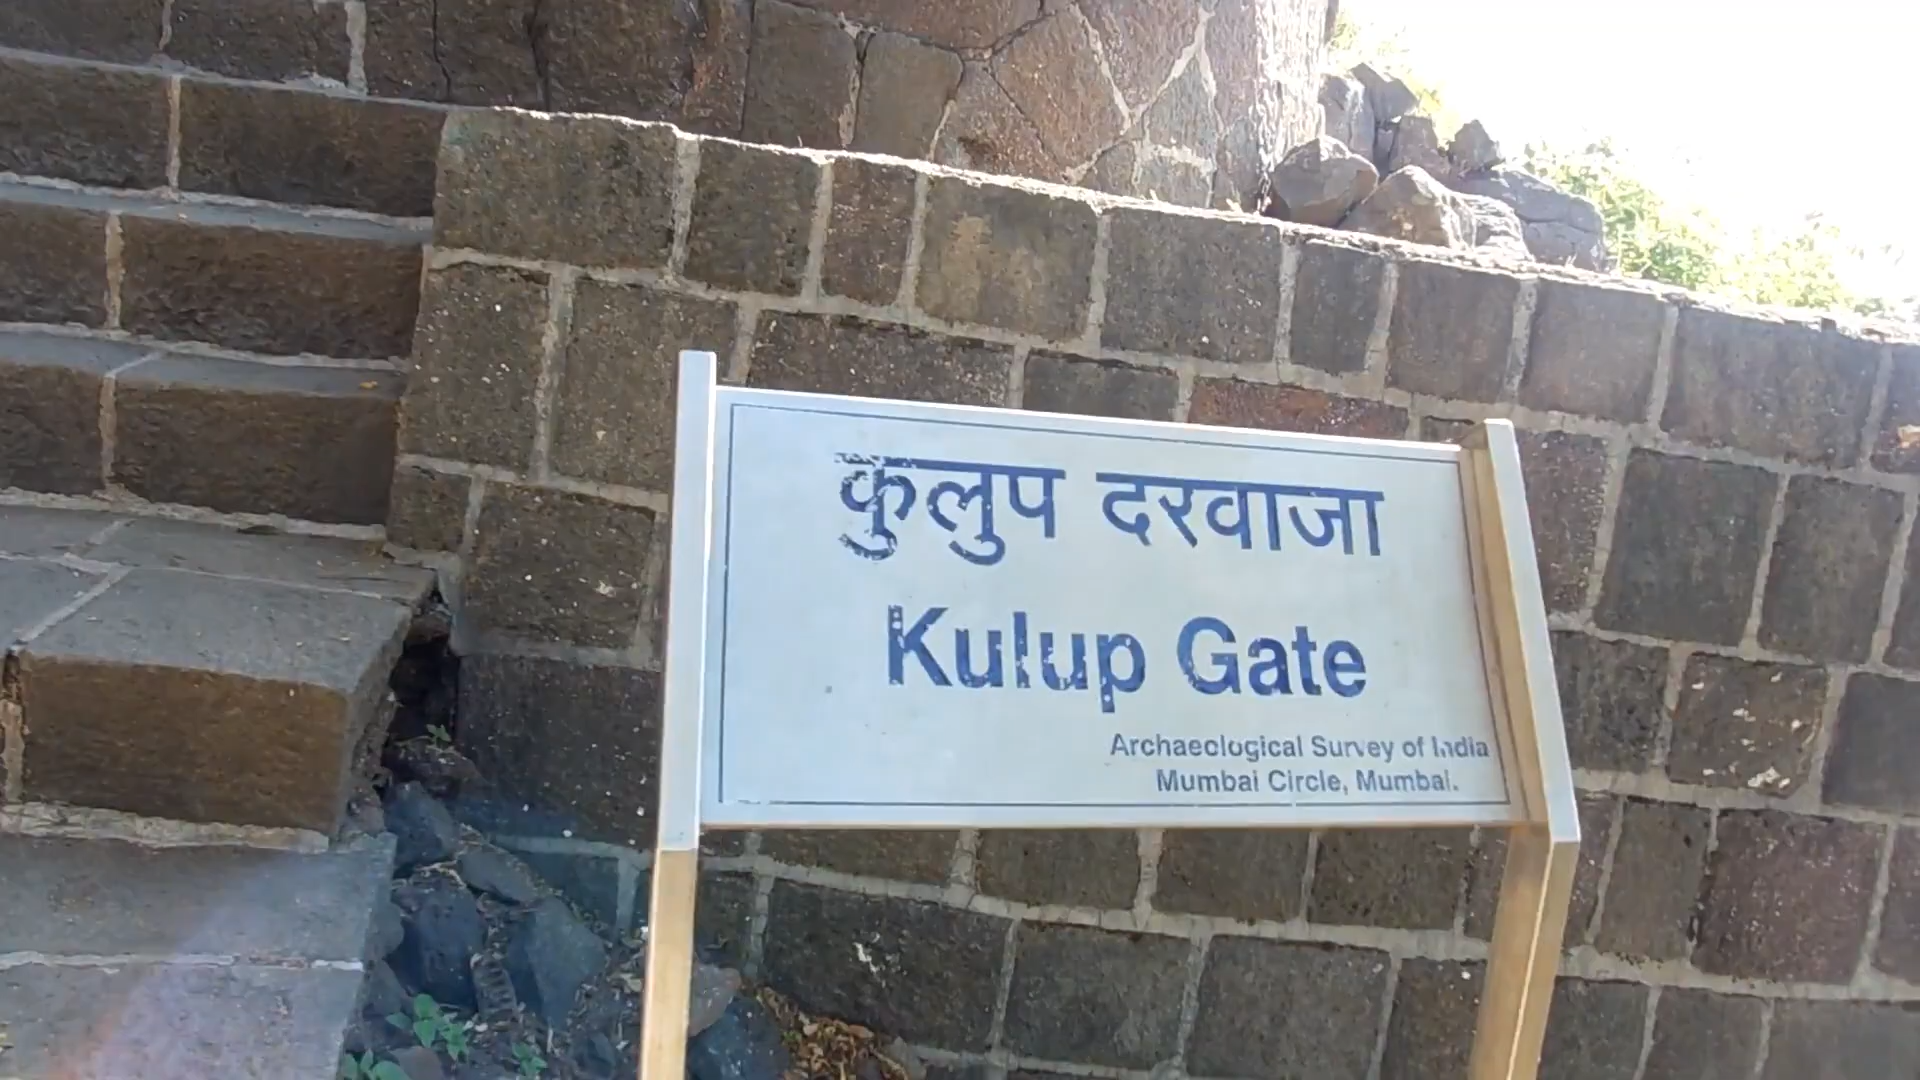 कुलुप दरवाजा
Kulup Gate
Archaeological Survey of India
Mumbai Circle, Mumbai.